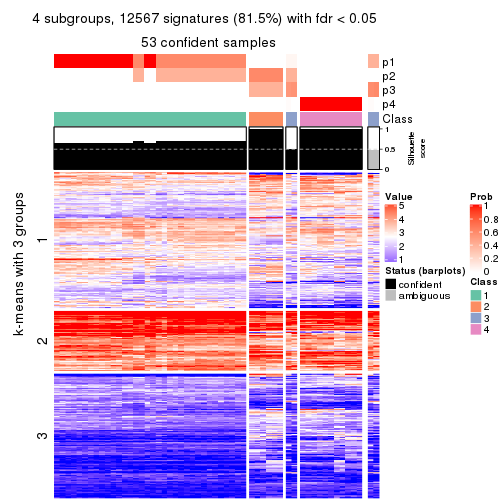 4 subgroups, 12567 signatures (81.5%) with fdr < 0.05
53 confident samples
p1
p2
p3
p4
Class
1
0.5
0
Silhouette
score
k-means with 3 groups
1
2
3
Value
5
4
3
2
1
Status (barplots)
confident
ambiguous
Prob
1
0.8
0.6
0.4
0.2
0
Class
1
2
3
4